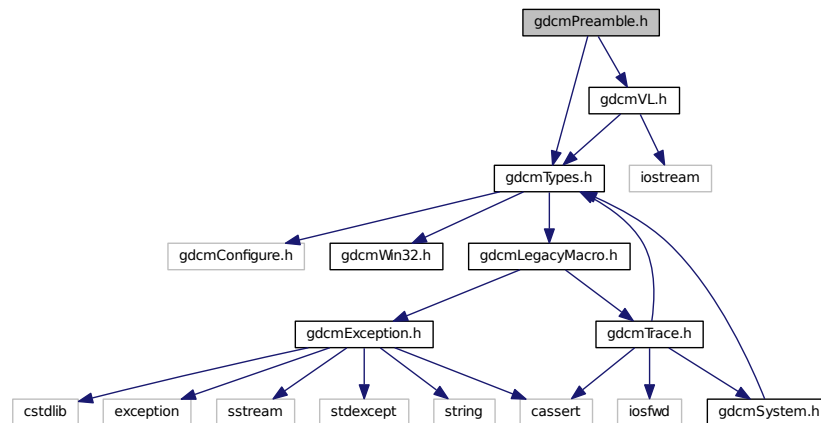 gdcmPreamble.h
gdcmVL.h
gdcmTypes.h
iostream
gdcmConfigure.h
gdcmWin32.h
gdcmLegacyMacro.h
gdcmException.h
gdcmTrace.h
cstdlib
exception
sstream
stdexcept
string
cassert
iosfwd
gdcmSystem.h